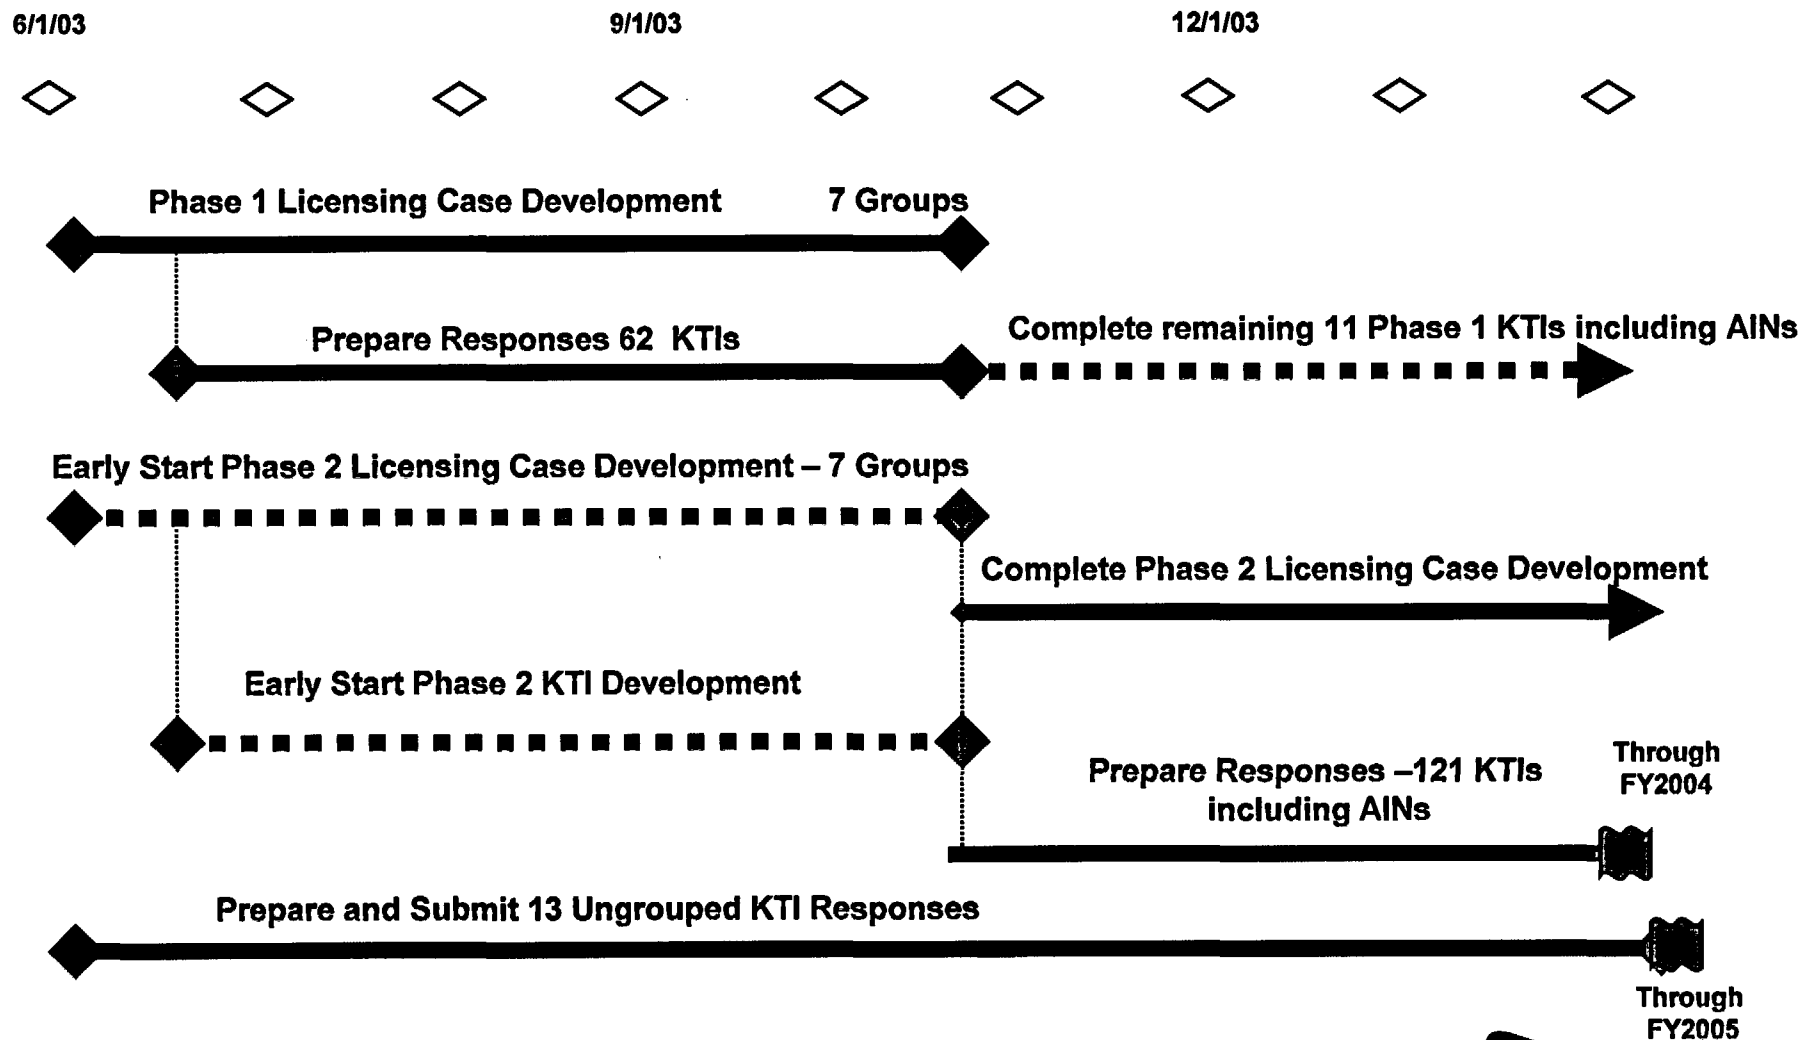 6/1/03 9/1/03 12/1/03
Phase 1 Licensing Case Development 7 Groups
Prepare Responses 62 KTIs
Complete remaining 11 Phase 1 KTIs including AINs
Early Start Phase 2 Licensing Case Development – 7 Groups
Complete Phase 2 Licensing Case Development
Early Start Phase 2 KTI Development
Prepare Responses –121 KTIs
including AINs
Through
FY2004
Prepare and Submit 13 Ungrouped KTI Responses
Through
FY2005